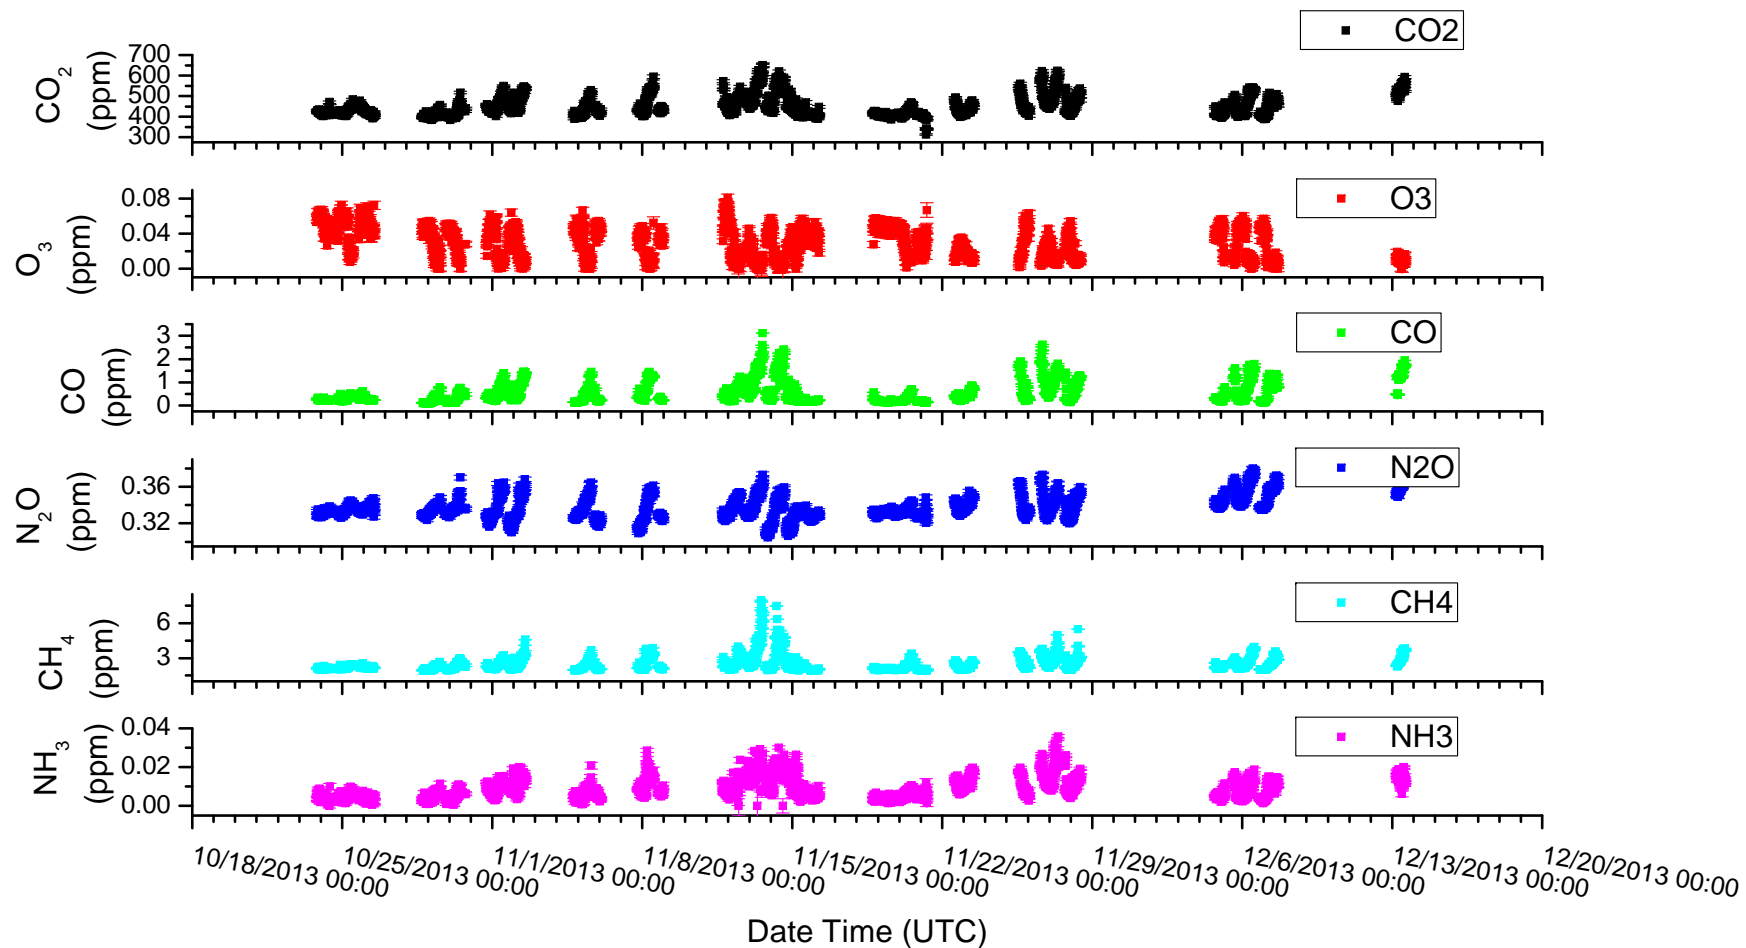 CO2
700
600
500
400
300
CO₂
(ppm)
O3
0.08
0.04
0.00
O₃
(ppm)
CO
3
2
1
0
CO
(ppm)
N2O
0.36
0.32
N₂O
(ppm)
CH4
6
3
CH₄
(ppm)
NH3
0.04
0.02
0.00
NH₃
(ppm)
10/18/2013 00:00
10/25/2013 00:00
11/1/2013 00:00
11/8/2013 00:00
11/15/2013 00:00
11/22/2013 00:00
11/29/2013 00:00
12/6/2013 00:00
12/13/2013 00:00
12/20/2013 00:00
Date Time (UTC)